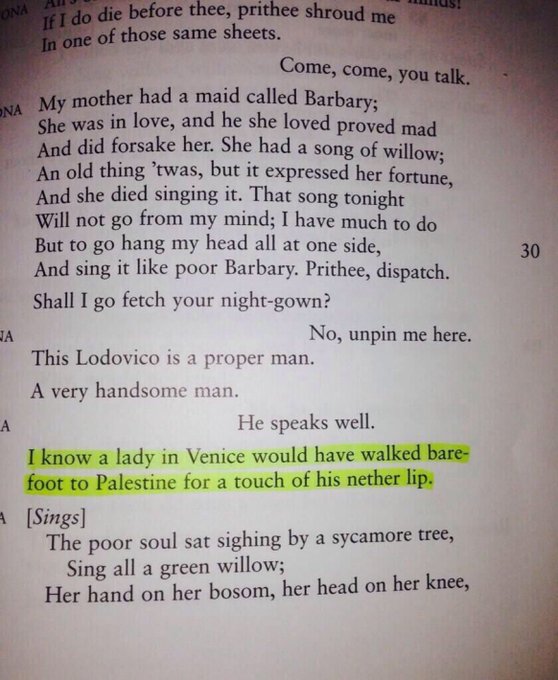 If I do die before thee, prithee shroud me
In one of those same sheets.
Come, come, you talk.
My mother had a maid called Barbary;
She was in love, and he she loved proved mad
And did forsake her. She had a song of willow;
An old thing 'twas, but it expressed her fortune,
And she died singing it. That song tonight
Will not go from my mind; I have much to do
But to go hang my head all at one side, 30
And sing it like poor Barbary. Prithee, dispatch.
Shall I go fetch your night-gown?
No, unpin me here.
This Lodovico is a proper man.
A very handsome man.
A He speaks well.
I know a lady in Venice would have walked bare-
foot to Palestine for a touch of his nether lip.
A [Sings]
The poor soul sat sighing by a sycamore tree,
Sing all a green willow;
Her hand on her bosom, her head on her knee,